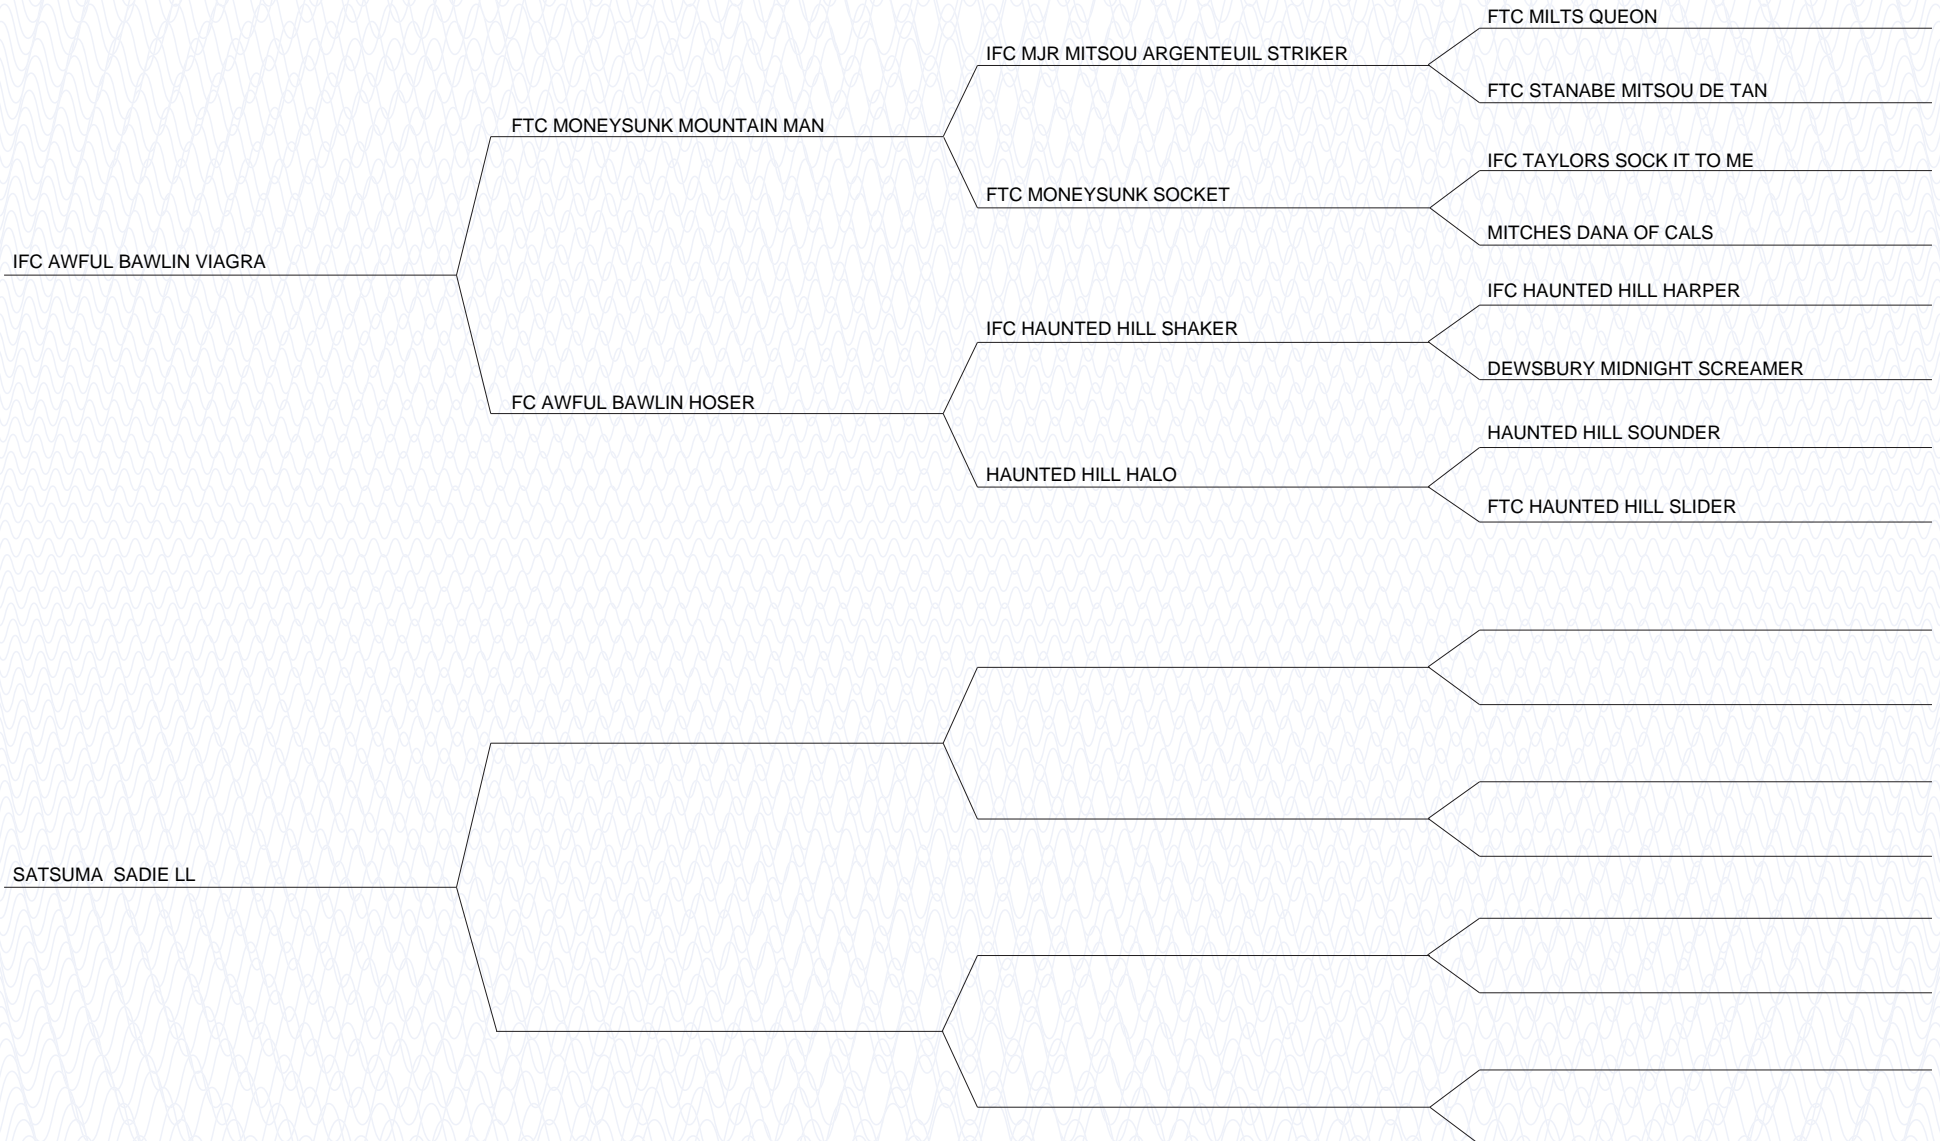 FTC MILTS QUEON
IFC MJR MITSOU ARGENTEUIL STRIKER
FTC STANABE MITSOU DE TAN
FTC MONEYSUNK MOUNTAIN MAN
IFC TAYLORS SOCK IT TO ME
FTC MONEYSUNK SOCKET
MITCHES DANA OF CALS
IFC AWFUL BAWLIN VIAGRA
IFC HAUNTED HILL HARPER
IFC HAUNTED HILL SHAKER
DEWSBURY MIDNIGHT SCREAMER
FC AWFUL BAWLIN HOSER
HAUNTED HILL SOUNDER
HAUNTED HILL HALO
FTC HAUNTED HILL SLIDER
SATSUMA  SADIE LL